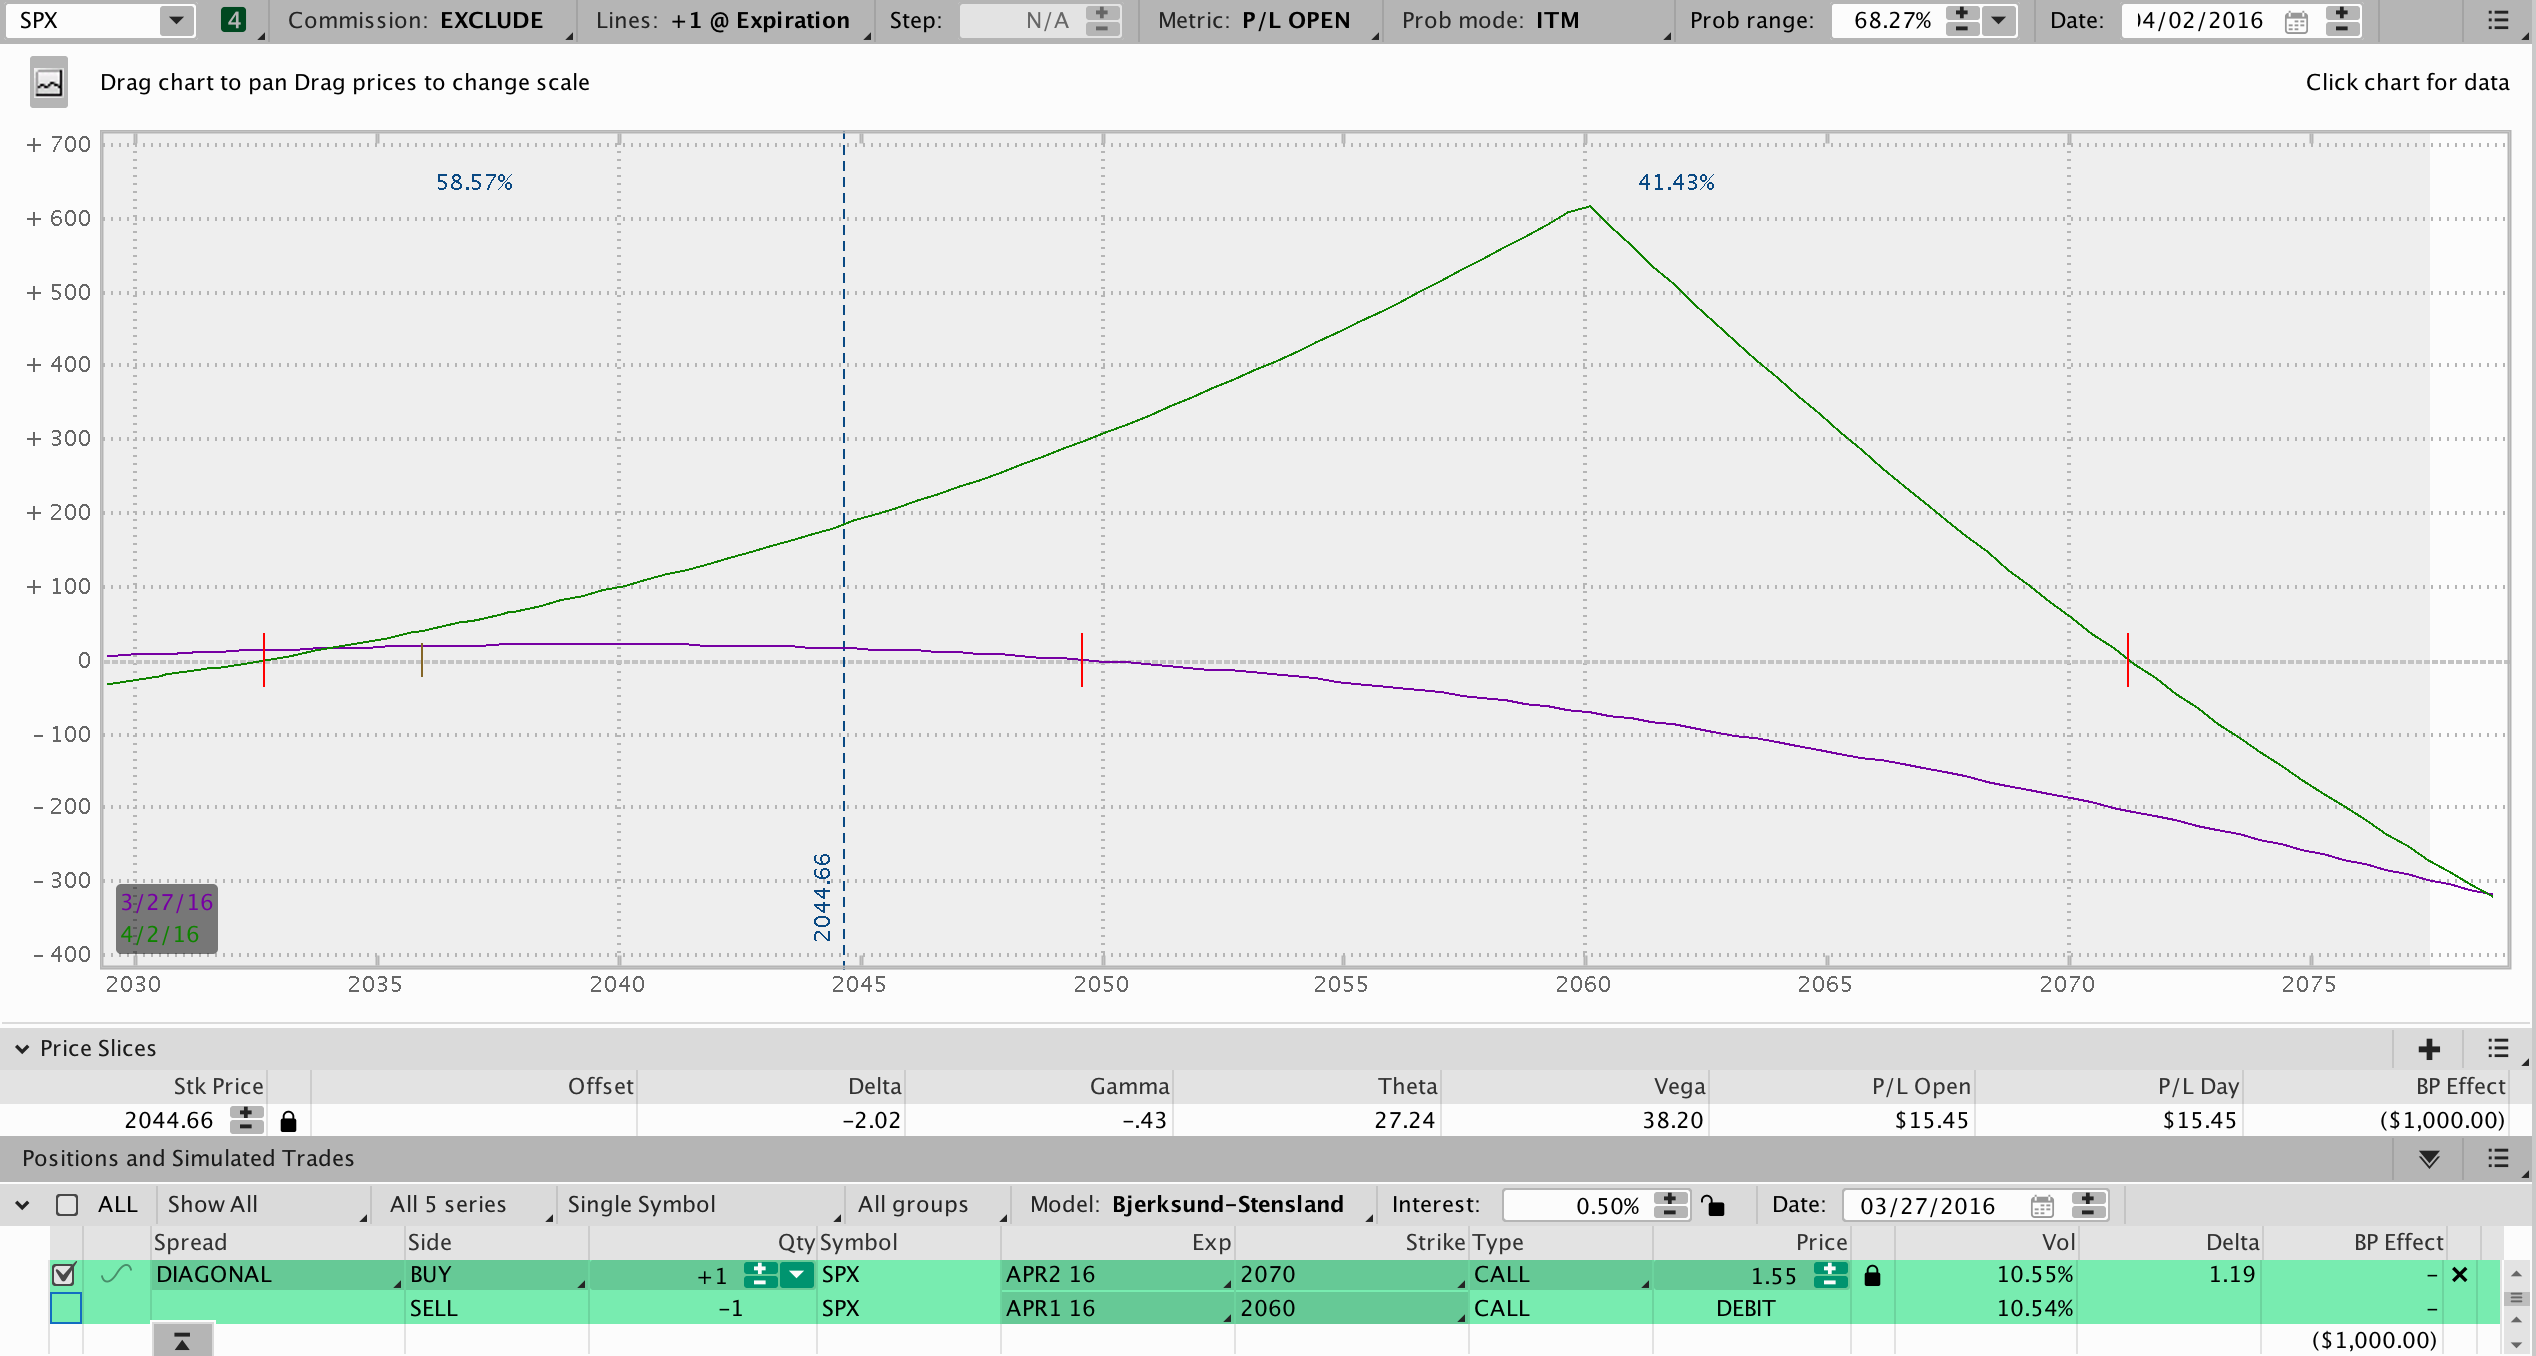 SPX 4 Commission: EXCLUDE Lines: +1 @ Expiration Step: N/A Metric: P/L OPEN Prob mode: ITM Prob range: 68.27% Date: 04/02/2016
Drag chart to pan Drag prices to change scale Click chart for data
+ 700
58.57% 41.43%
+ 600
+ 500
+ 400
+ 300
+ 200
+ 100
0
- 100
- 200
- 300
- 400
2044.66
3/27/16
4/2/16
2030 2035 2040 2045 2050 2055 2060 2065 2070 2075
Price Slices
Stk Price Offset Delta Gamma Theta Vega P/L Open P/L Day BP Effect
2044.66 -2.02 -.43 27.24 38.20 $15.45 $15.45 ($1,000.00)
Positions and Simulated Trades
ALL Show All All 5 series Single Symbol All groups Model: Bjerksund-Stensland Interest: 0.50% Date: 03/27/2016
Spread Side Qty Symbol Exp Strike Type Price Vol Delta BP Effect
DIAGONAL BUY +1 SPX APR2 16 2070 CALL 1.55 10.55% 1.19 -
SELL -1 SPX APR1 16 2060 CALL DEBIT 10.54% -
($1,000.00)